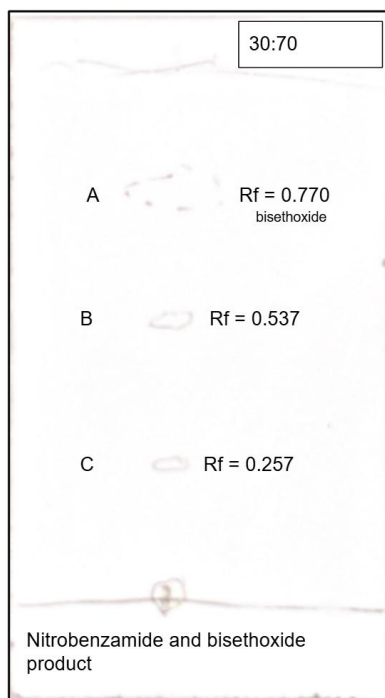 30:70
A
Rf = 0.770
bisethoxide
B
Rf = 0.537
C
Rf = 0.257
Nitrobenzamide and bisethoxide
product